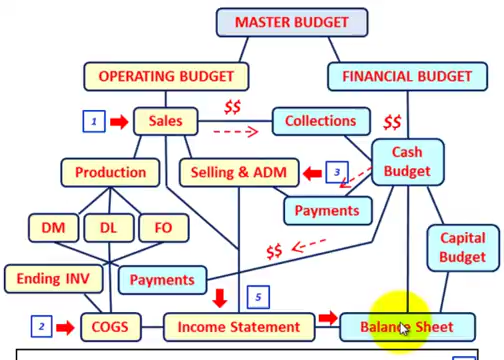 MASTER BUDGET
OPERATING BUDGET
FINANCIAL BUDGET
$$
$$
1
Sales
Collections
Cash
Budget
Production
Selling & ADM
3
Payments
DM
DL
FO
$$
Capital
Budget
Ending INV
Payments
5
2
COGS
Income Statement
Balance Sheet